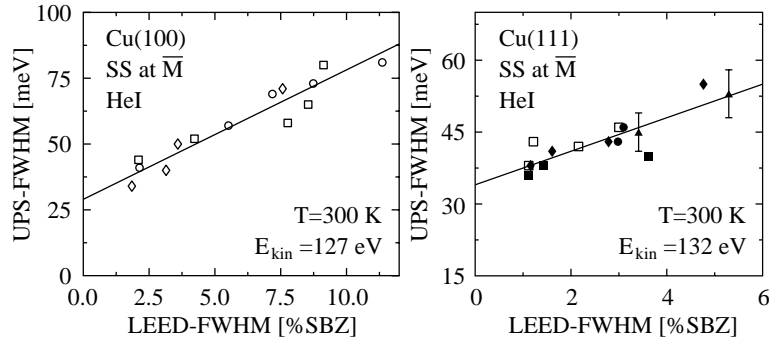 100
75
50
25
0
UPS-FWHM [meV]
Cu(100)
SS at M̅
HeI
T=300 K
E_kin =127 eV
0.0 2.5 5.0 7.5 10.0
LEED-FWHM [%SBZ]
60
45
30
15
UPS-FWHM [meV]
Cu(111)
SS at M̅
HeI
T=300 K
E_kin =132 eV
0 2 4 6
LEED-FWHM [%SBZ]